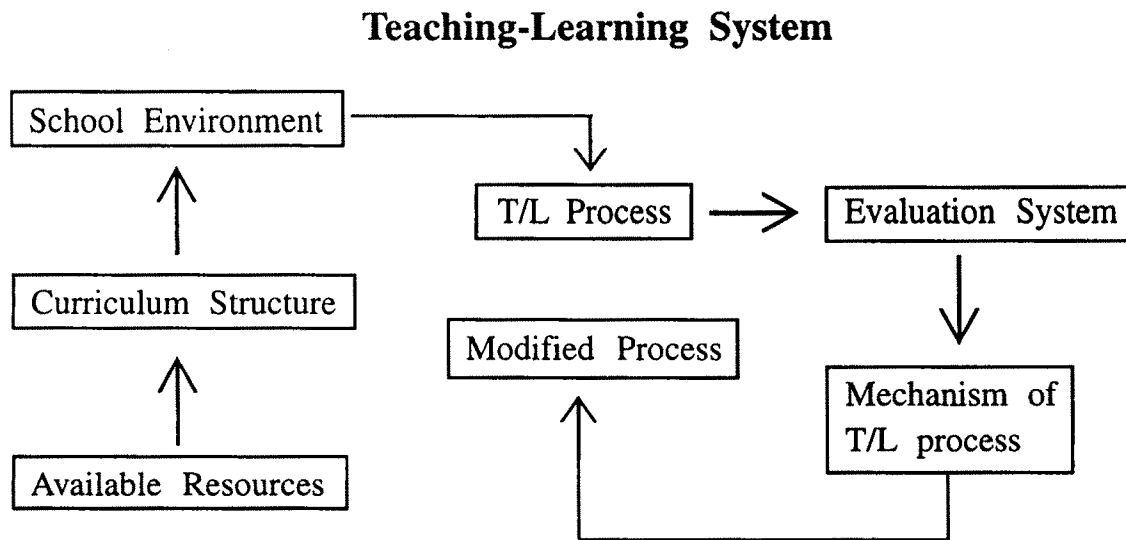 Teaching-Learning System
School Environment
T/L Process
Evaluation System
Curriculum Structure
Modified Process
Mechanism of
T/L process
Available Resources